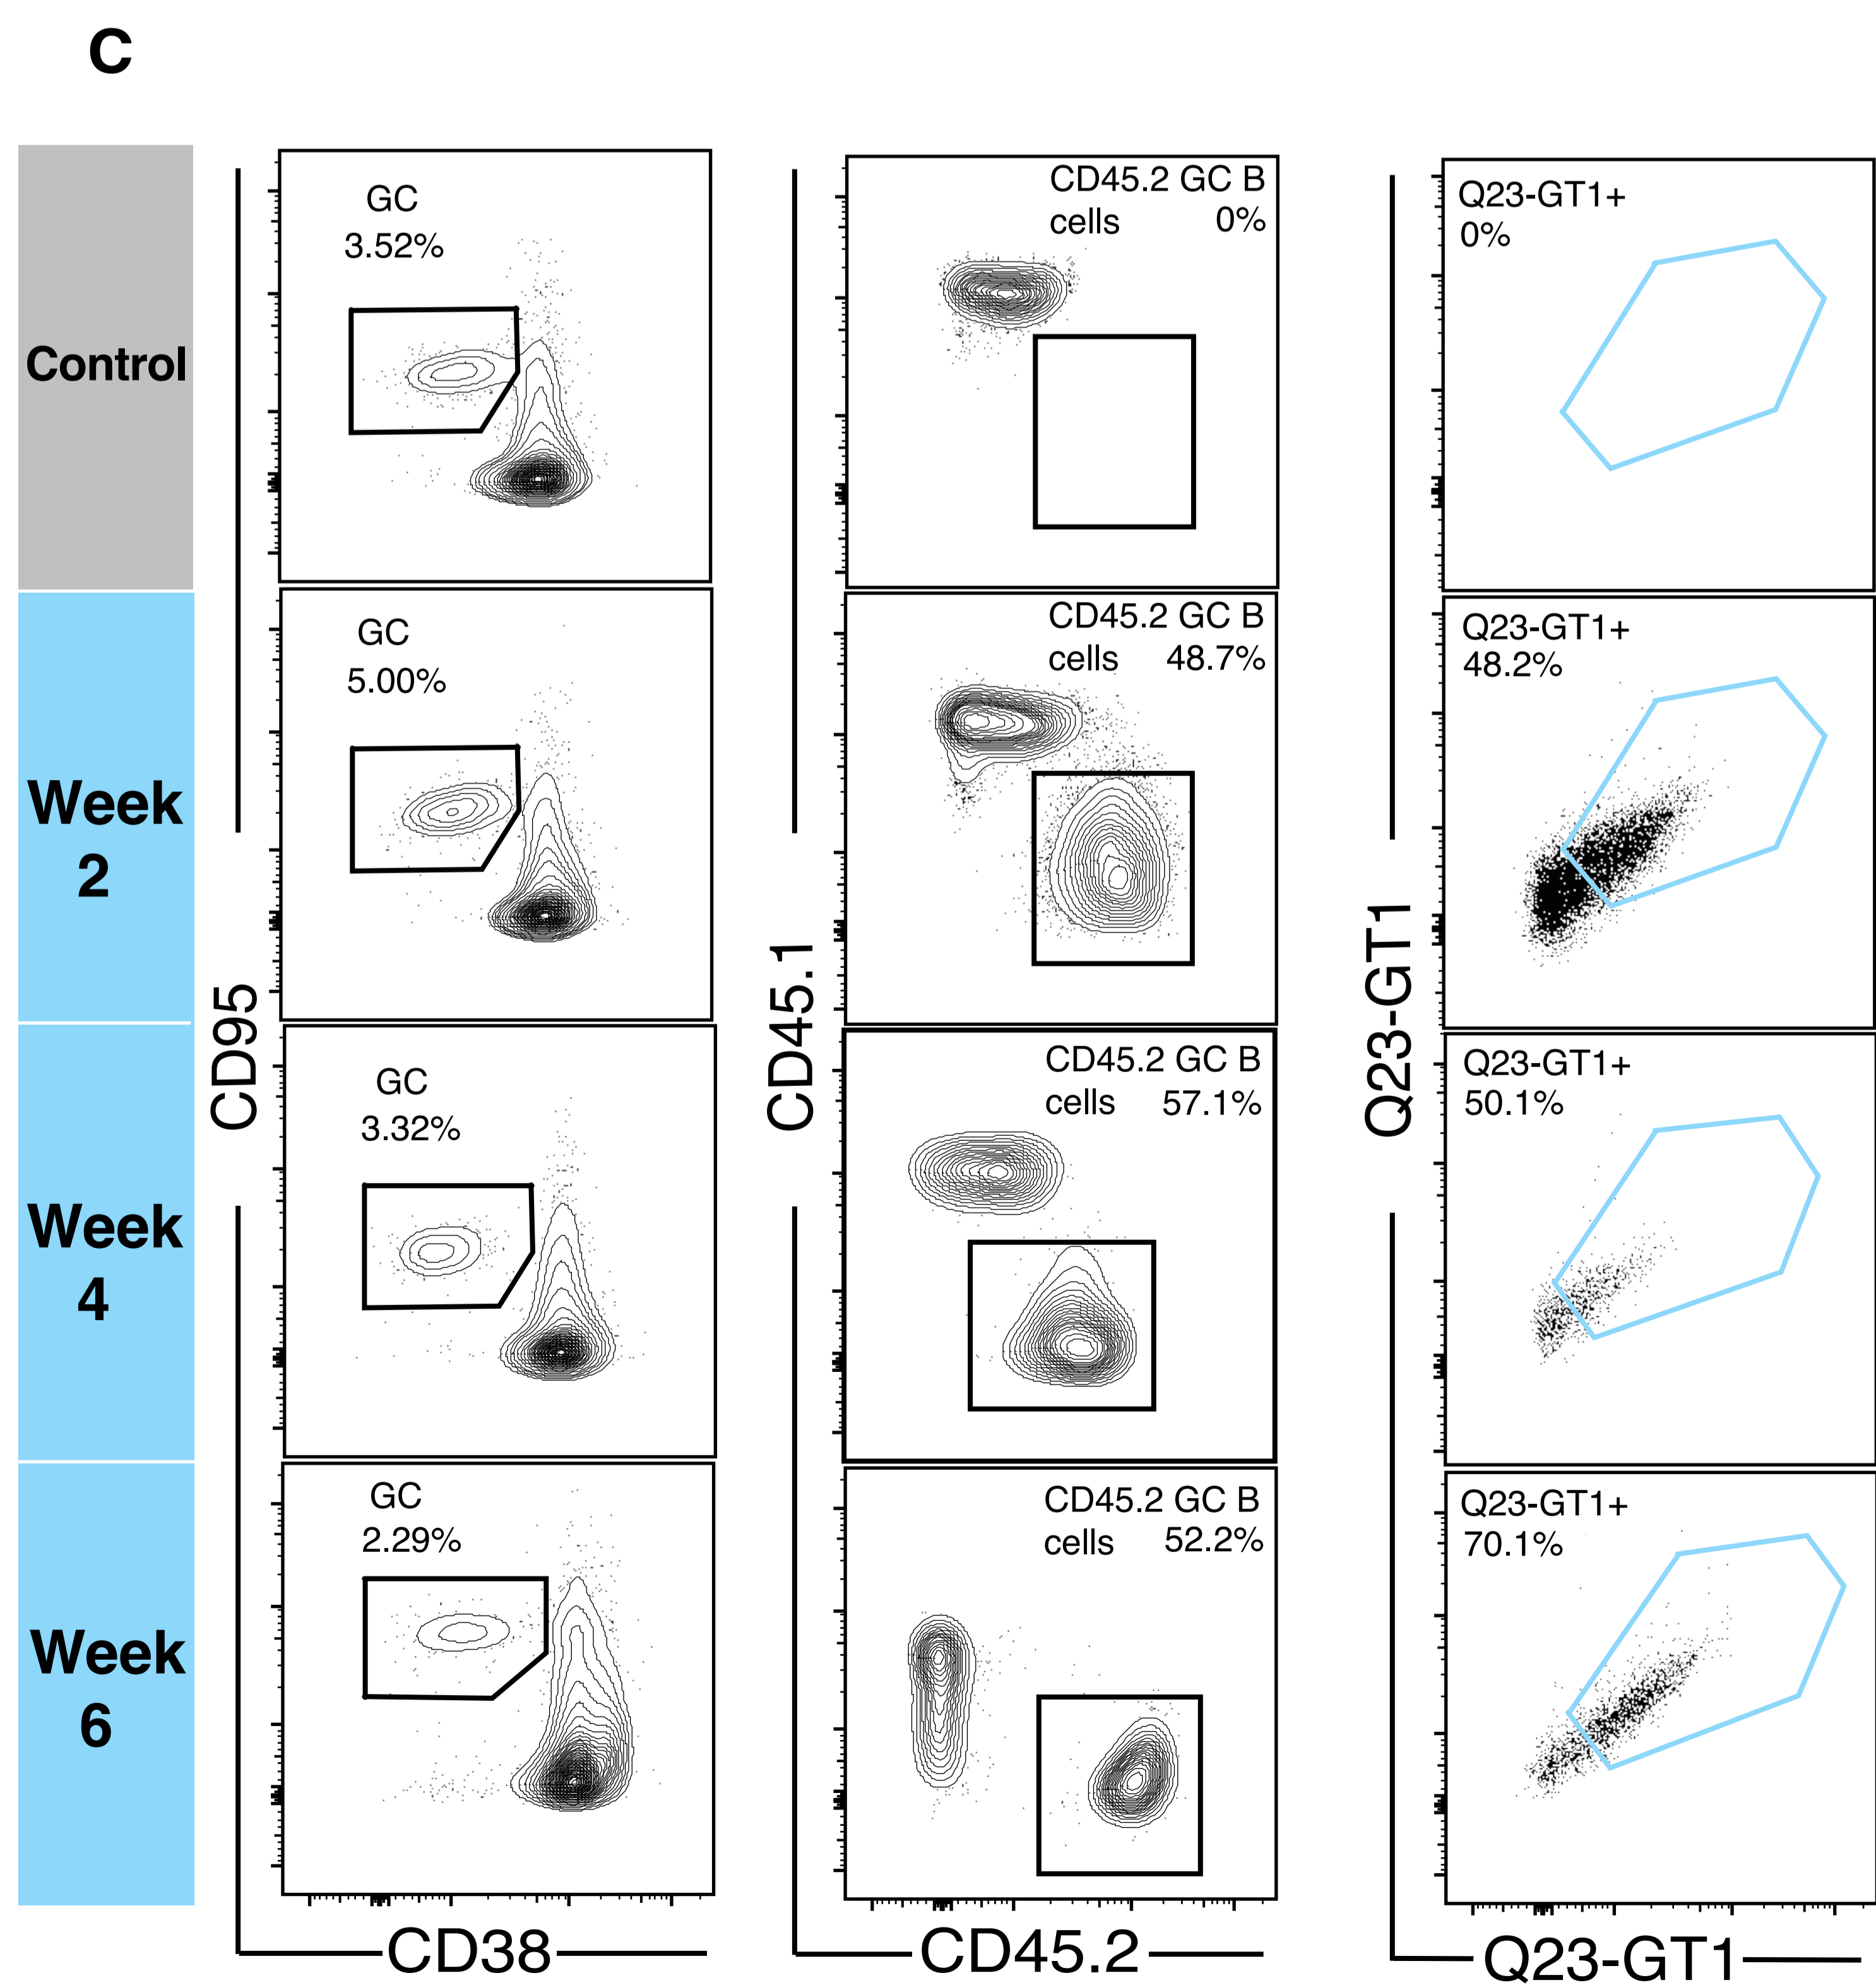 C
Control
GC
3.52%
CD45.2 GC B
cells 0%
Q23-GT1+
0%
Week
2
GC
5.00%
CD45.2 GC B
cells 48.7%
Q23-GT1+
48.2%
Week
4
GC
3.32%
CD45.2 GC B
cells 57.1%
Q23-GT1+
50.1%
Week
6
GC
2.29%
CD45.2 GC B
cells 52.2%
Q23-GT1+
70.1%
CD95
CD45.1
Q23-GT1
CD38
CD45.2
Q23-GT1